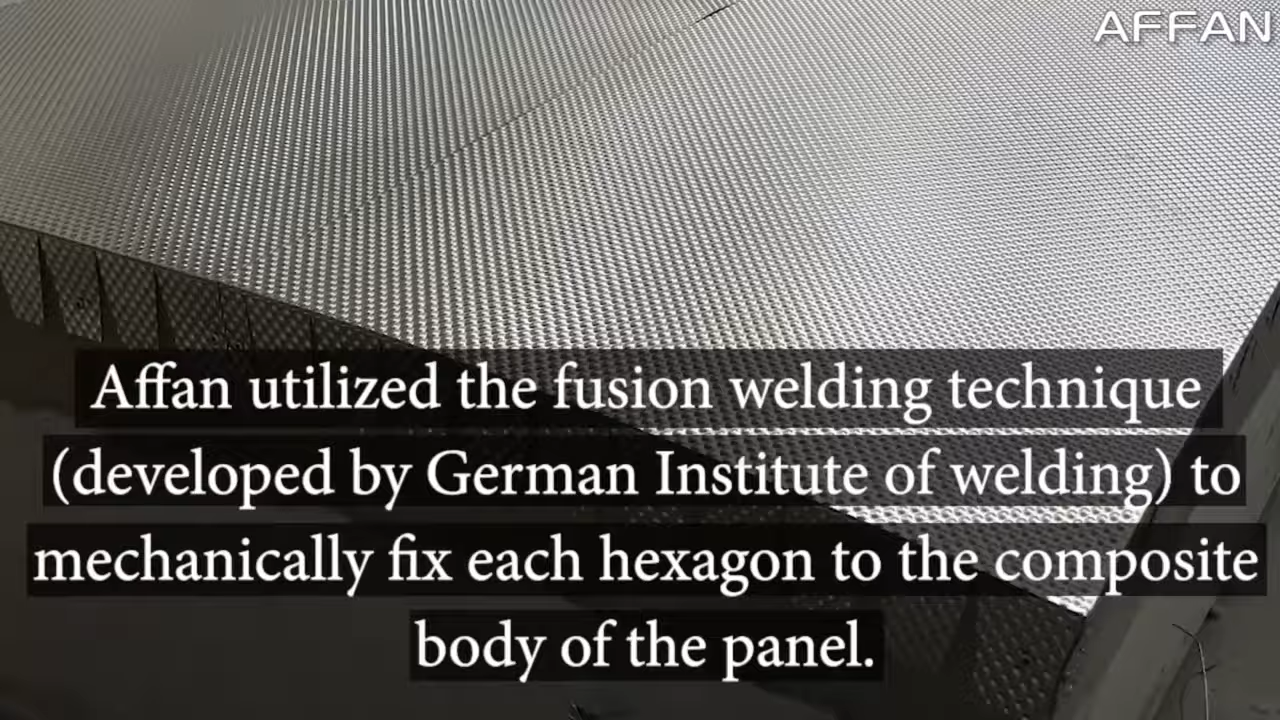 AFFAN
Affan utilized the fusion welding technique
(developed by German Institute of welding) to
mechanically fix each hexagon to the composite
body of the panel.